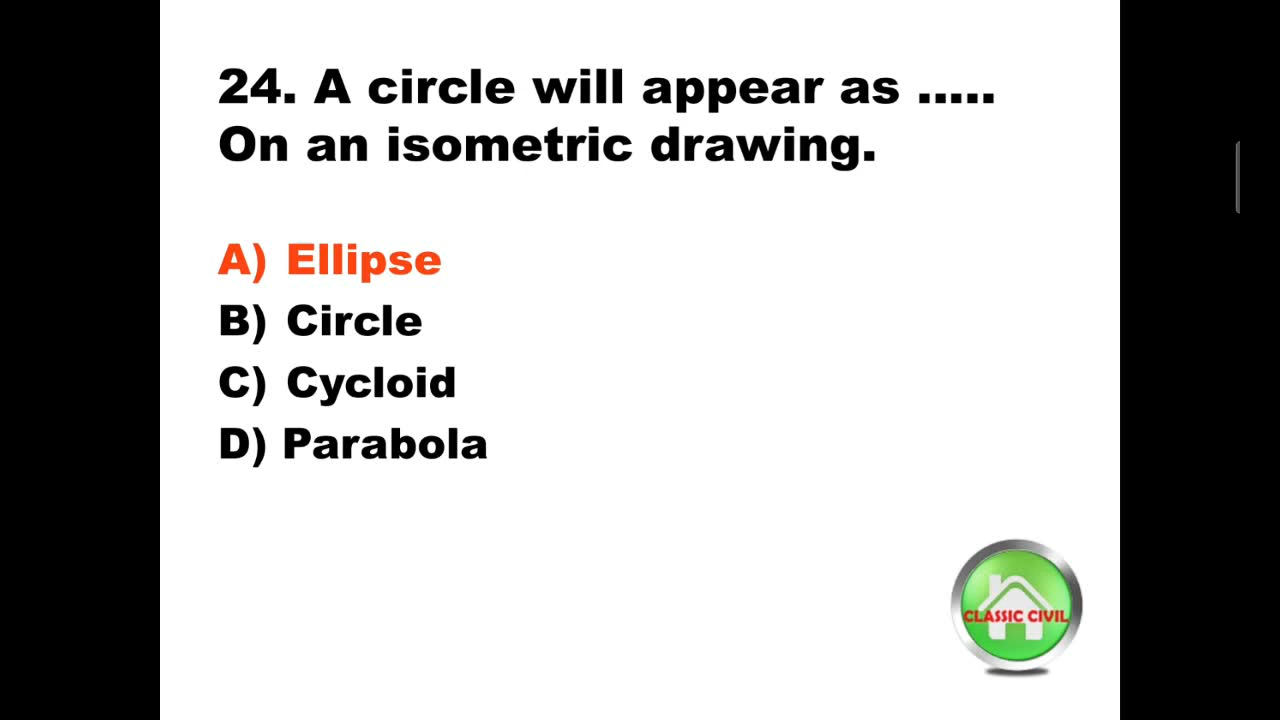 24. A circle will appear as .....
On an isometric drawing.
A) Ellipse
B) Circle
C) Cycloid
D) Parabola
CLASSIC CIVIL